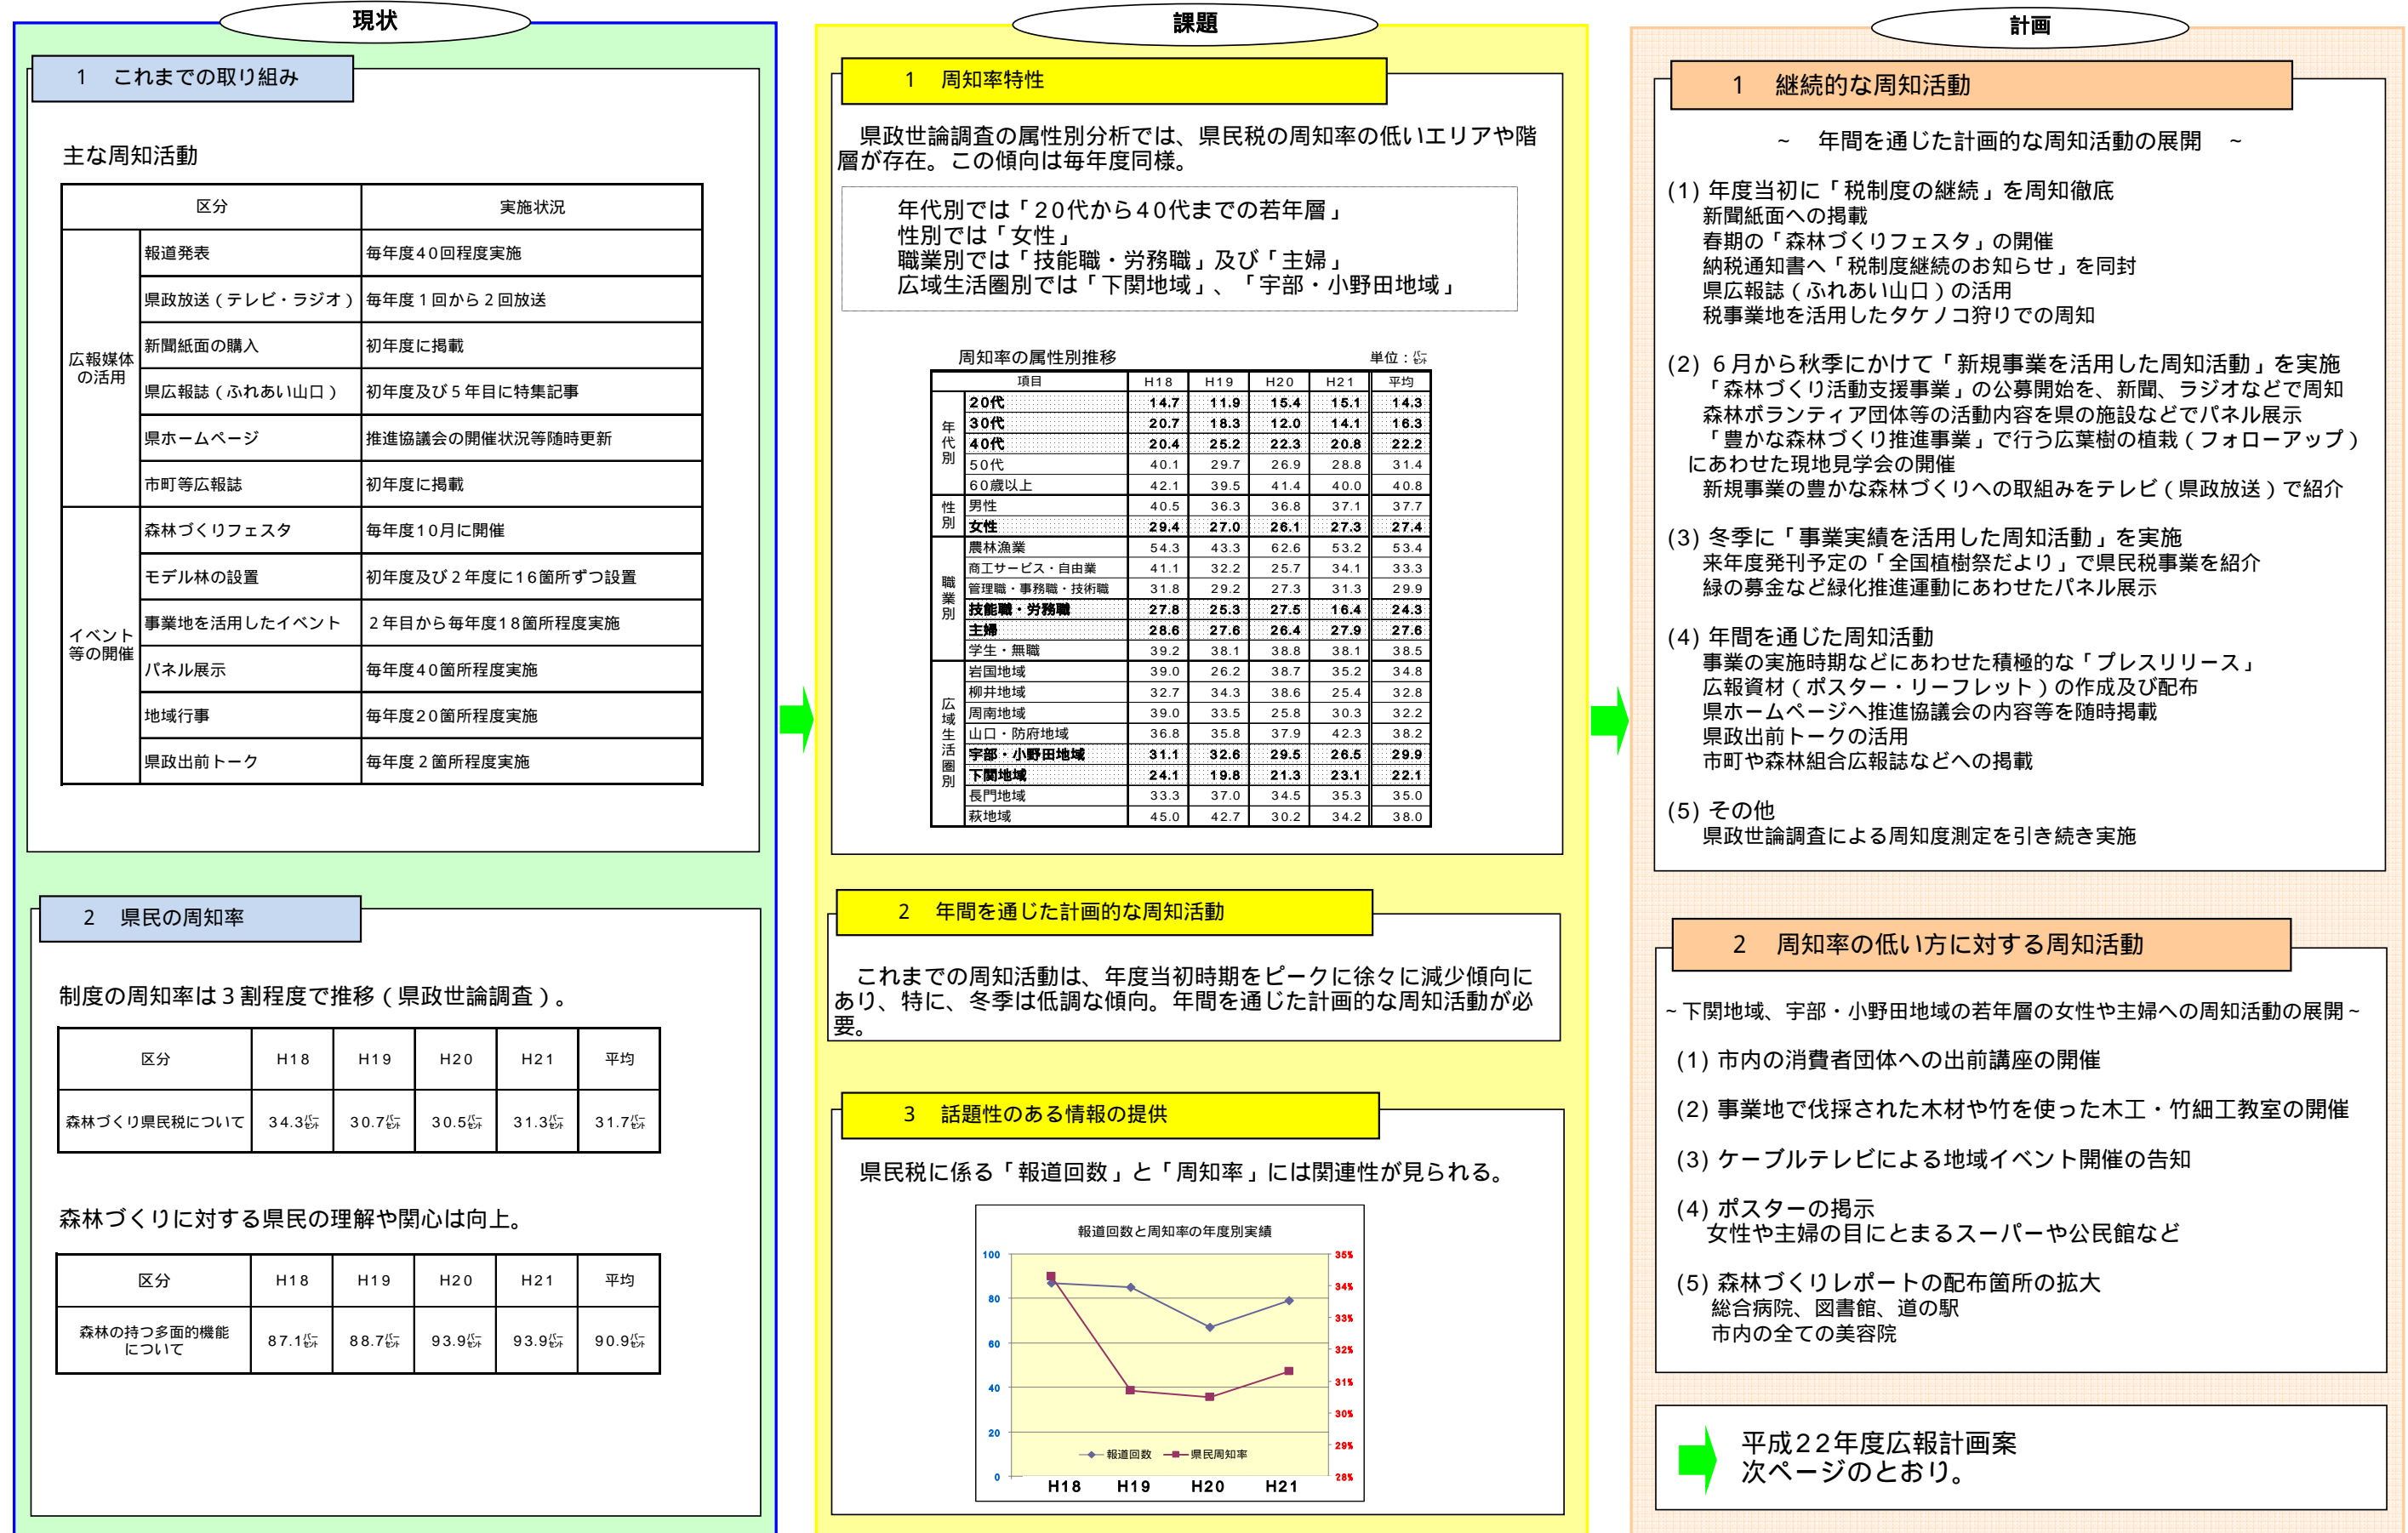 現状
1 これまでの取り組み
主な周知活動
区分 実施状況
広報媒体の活用
報道発表 毎年度40回程度実施
県政放送（テレビ・ラジオ） 毎年度１回から２回放送
新聞紙面の購入 初年度に掲載
県広報誌（ふれあい山口） 初年度及び５年目に特集記事
県ホームページ 推進協議会の開催状況等随時更新
市町等広報誌 初年度に掲載
イベント等の開催
森林づくりフェスタ 毎年度10月に開催
モデル林の設置 初年度及び２年度に16箇所ずつ設置
事業地を活用したイベント ２年目から毎年度18箇所程度実施
パネル展示 毎年度40箇所程度実施
地域行事 毎年度20箇所程度実施
県政出前トーク 毎年度２箇所程度実施
2 県民の周知率
制度の周知率は３割程度で推移（県政世論調査）。
区分 H18 H19 H20 H21 平均
森林づくり県民税について 34.3㌫ 30.7㌫ 30.5㌫ 31.3㌫ 31.7㌫
森林づくりに対する県民の理解や関心は向上。
区分 H18 H19 H20 H21 平均
森林の持つ多面的機能
について 87.1㌫ 88.7㌫ 93.9㌫ 93.9㌫ 90.9㌫
課題
1 周知率特性
県政世論調査の属性別分析では、県民税の周知率の低いエリアや階
層が存在。この傾向は毎年度同様。
年代別では「20代から40代までの若年層」
性別では「女性」
職業別では「技能職・労務職」及び「主婦」
広域生活圏別では「下関地域」、「宇部・小野田地域」
周知率の属性別推移 単位：㌫
項目 H18 H19 H20 H21 平均
年代別
20代 14.7 11.9 15.4 15.1 14.3
30代 20.7 18.3 12.0 14.1 16.3
40代 20.4 25.2 22.3 20.8 22.2
50代 40.1 29.7 26.9 28.8 31.4
60歳以上 42.1 39.5 41.4 40.0 40.8
性別
男性 40.5 36.3 36.8 37.1 37.7
女性 29.4 27.0 26.1 27.3 27.4
職業別
農林漁業 54.3 43.3 62.6 53.2 53.4
商工サービス・自由業 41.1 32.2 25.7 34.1 33.3
管理職・事務職・技術職 31.8 29.2 27.3 31.3 29.9
技能職・労務職 27.8 25.3 27.5 16.4 24.3
主婦 28.6 27.6 26.4 27.9 27.6
学生・無職 39.2 38.1 38.8 38.1 38.5
広域生活圏別
岩国地域 39.0 26.2 38.7 35.2 34.8
柳井地域 32.7 34.3 38.6 25.4 32.8
周南地域 39.0 33.5 25.8 30.3 32.2
山口・防府地域 36.8 35.8 37.9 42.3 38.2
宇部・小野田地域 31.1 32.6 29.5 26.5 29.9
下関地域 24.1 19.8 21.3 23.1 22.1
長門地域 33.3 37.0 34.5 35.3 35.0
萩地域 45.0 42.7 30.2 34.2 38.0
2 年間を通じた計画的な周知活動
これまでの周知活動は、年度当初時期をピークに徐々に減少傾向に
あり、特に、冬季は低調な傾向。年間を通じた計画的な周知活動が必
要。
3 話題性のある情報の提供
県民税に係る「報道回数」と「周知率」には関連性が見られる。
報道回数と周知率の年度別実績
100 35%
34%
80
33%
60 32%
40 31%
30%
20
29%
0 28%
報道回数 県民周知率
H18 H19 H20 H21
計画
1 継続的な周知活動
~ 年間を通じた計画的な周知活動の展開 ~
(1) 年度当初に「税制度の継続」を周知徹底
新聞紙面への掲載
春期の「森林づくりフェスタ」の開催
納税通知書へ「税制度継続のお知らせ」を同封
県広報誌（ふれあい山口）の活用
税事業地を活用したタケノコ狩りでの周知
(2) ６月から秋季にかけて「新規事業を活用した周知活動」を実施
「森林づくり活動支援事業」の公募開始を、新聞、ラジオなどで周知
森林ボランティア団体等の活動内容を県の施設などでパネル展示
「豊かな森林づくり推進事業」で行う広葉樹の植栽（フォローアップ）
にあわせた現地見学会の開催
新規事業の豊かな森林づくりへの取組みをテレビ（県政放送）で紹介
(3) 冬季に「事業実績を活用した周知活動」を実施
来年度発刊予定の「全国植樹祭だより」で県民税事業を紹介
緑の募金など緑化推進運動にあわせたパネル展示
(4) 年間を通じた周知活動
事業の実施時期などにあわせた積極的な「プレスリリース」
広報資材（ポスター・リーフレット）の作成及び配布
県ホームページへ推進協議会の内容等を随時掲載
県政出前トークの活用
市町や森林組合広報誌などへの掲載
(5) その他
県政世論調査による周知度測定を引き続き実施
2 周知率の低い方に対する周知活動
~下関地域、宇部・小野田地域の若年層の女性や主婦への周知活動の展開~
(1) 市内の消費者団体への出前講座の開催
(2) 事業地で伐採された木材や竹を使った木工・竹細工教室の開催
(3) ケーブルテレビによる地域イベント開催の告知
(4) ポスターの掲示
女性や主婦の目にとまるスーパーや公民館など
(5) 森林づくりレポートの配布箇所の拡大
総合病院、図書館、道の駅
市内の全ての美容院
平成22年度広報計画案
次ページのとおり。